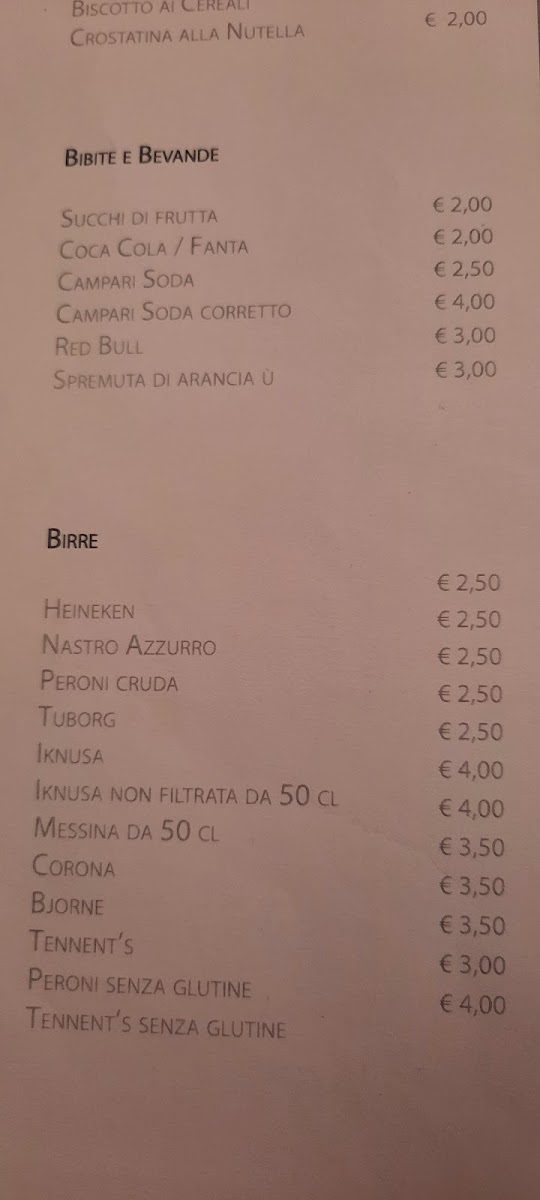 Biscotto ai Cereali
Crostatina alla Nutella € 2,00
Bibite e Bevande
Succhi di frutta € 2,00
Coca Cola / Fanta € 2,00
Campari Soda € 2,50
Campari Soda corretto € 4,00
Red Bull € 3,00
Spremuta di arancia ù € 3,00
Birre
Heineken € 2,50
Nastro Azzurro € 2,50
Peroni cruda € 2,50
Tuborg € 2,50
Iknusa € 2,50
Iknusa non filtrata da 50 cl € 4,00
Messina da 50 cl € 4,00
Corona € 3,50
Bjorne € 3,50
Tennent's € 3,50
Peroni senza glutine € 3,00
Tennent's senza glutine € 4,00